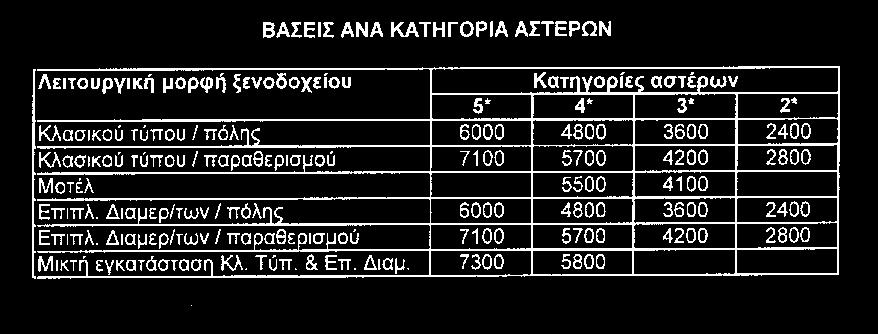 ΒΑΣΕΙΣ ΑΝΑ ΚΑΤΗΓΟΡΙΑ ΑΣΤΕΡΩΝ
Λειτουργική μορφή ξενοδοχείου Κατηγορίες αστέρων
5* 4* 3* 2*
Κλασικού τύπου / πόλης 6000 4800 3600 2400
Κλασικού τύπου / παραθερισμού 7100 5700 4200 2800
Μοτέλ 5500 4100
Επιπλ. Διαμερ/των / πόλης 6000 4800 3600 2400
Επιπλ. Διαμερ/των / παραθερισμού 7100 5700 4200 2800
Μικτή εγκατάσταση Κλ. Τύπ. & Επ. Διαμ. 7300 5800